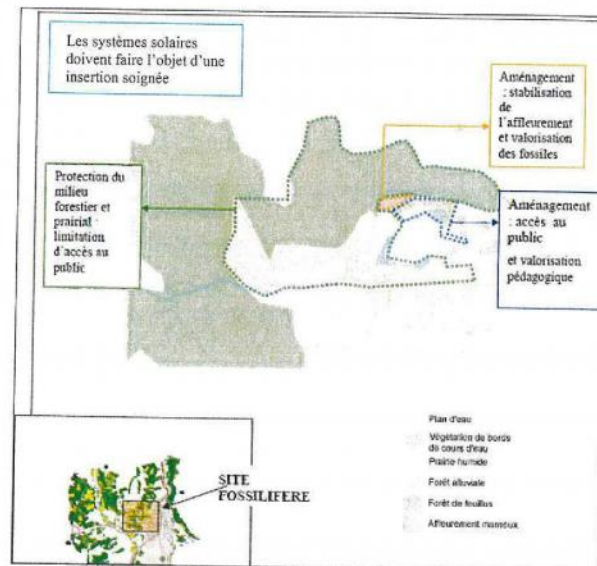 Les systèmes solaires
doivent faire l'objet d'une
insertion soignée
Aménagement
: stabilisation
de
l'affleurement
et valorisation
des fossiles
Protection du
milieu
forestier et
prairial :
limitation
d'accès au
public
Aménagement
: accès au
public
et valorisation
pédagogique
SITE
FOSSILIFERE
Plan d'eau
Végétation de bords
de cours d'eau
Prairie humide
Forêt alluviale
Forêt de feuillus
Affleurement marneux